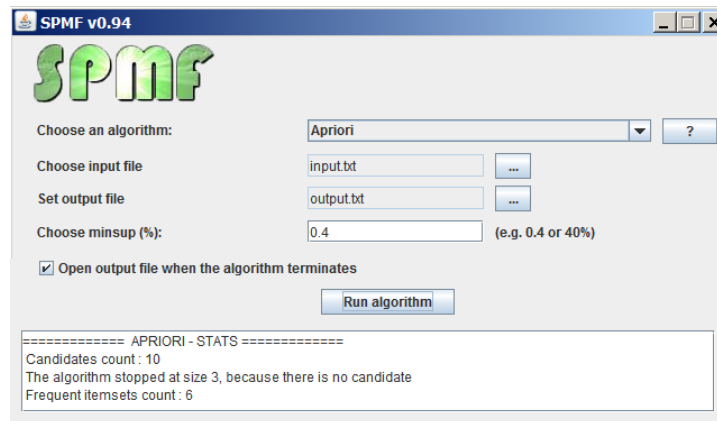 SPMF v0.94
SPMF
Choose an algorithm: Apriori ?
Choose input file input.txt ...
Set output file output.txt ...
Choose minsup (%): 0.4 (e.g. 0.4 or 40%)
Open output file when the algorithm terminates
Run algorithm
============= APRIORI - STATS =============
Candidates count : 10
The algorithm stopped at size 3, because there is no candidate
Frequent itemsets count : 6